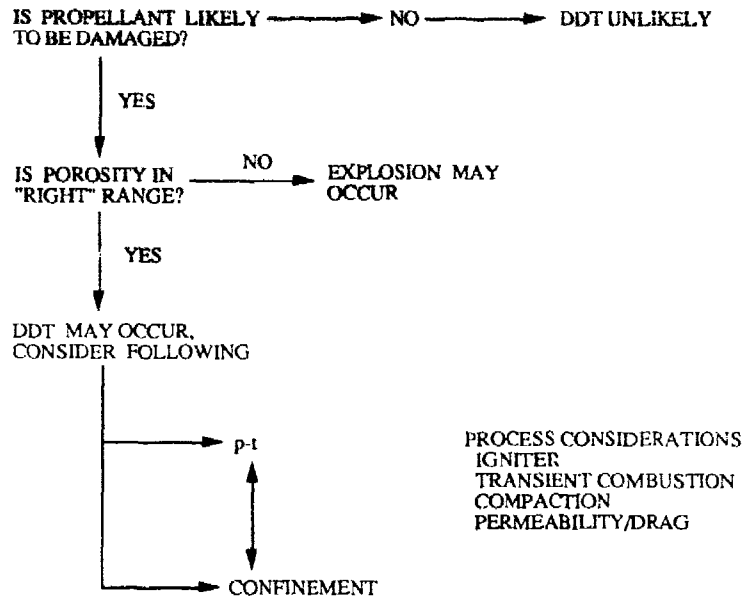 IS PROPELLANT LIKELY NO DDT UNLIKELY
TO BE DAMAGED?
YES
IS POROSITY IN NO EXPLOSION MAY
"RIGHT" RANGE? OCCUR
YES
DDT MAY OCCUR,
CONSIDER FOLLOWING
p-t
CONFINEMENT
PROCESS CONSIDERATIONS
IGNITER
TRANSIENT COMBUSTION
COMPACTION
PERMEABILITY/DRAG